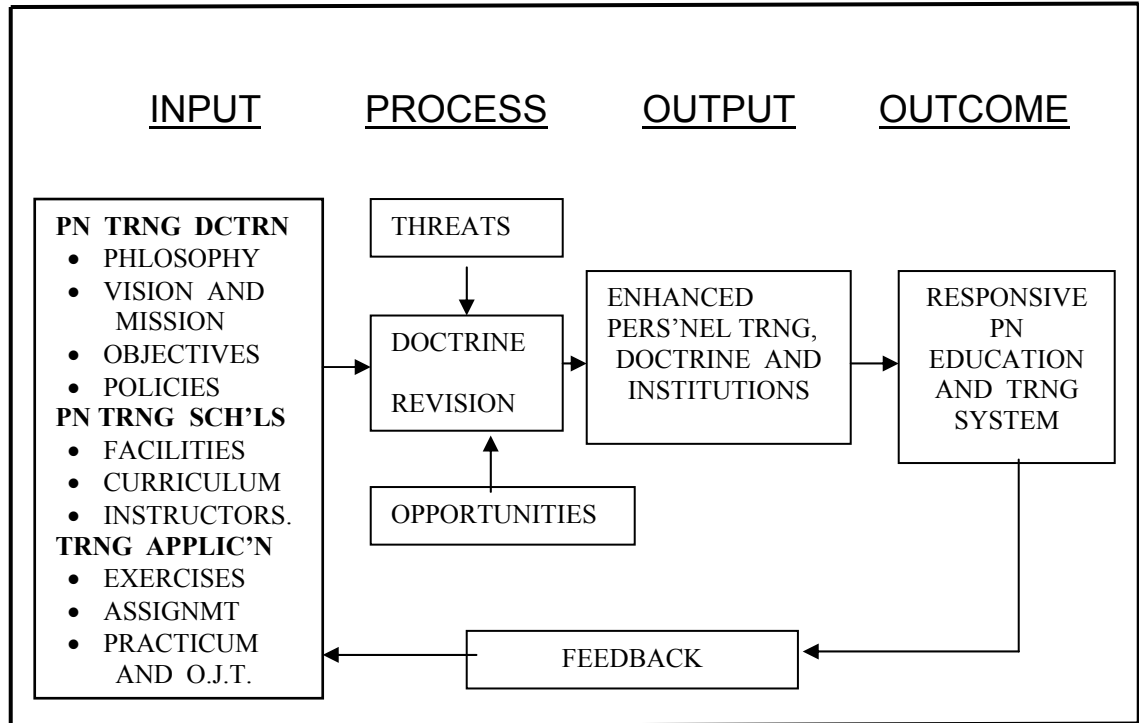 INPUT PROCESS OUTPUT OUTCOME
PN TRNG DCTRN
• PHLOSOPHY
• VISION AND
MISSION
• OBJECTIVES
• POLICIES
PN TRNG SCH'LS
• FACILITIES
• CURRICULUM
• INSTRUCTORS.
TRNG APPLIC'N
• EXERCISES
• ASSIGNMT
• PRACTICUM
AND O.J.T.
THREATS
DOCTRINE
REVISION
OPPORTUNITIES
ENHANCED
PERS'NEL TRNG,
DOCTRINE AND
INSTITUTIONS
RESPONSIVE
PN
EDUCATION
AND TRNG
SYSTEM
FEEDBACK